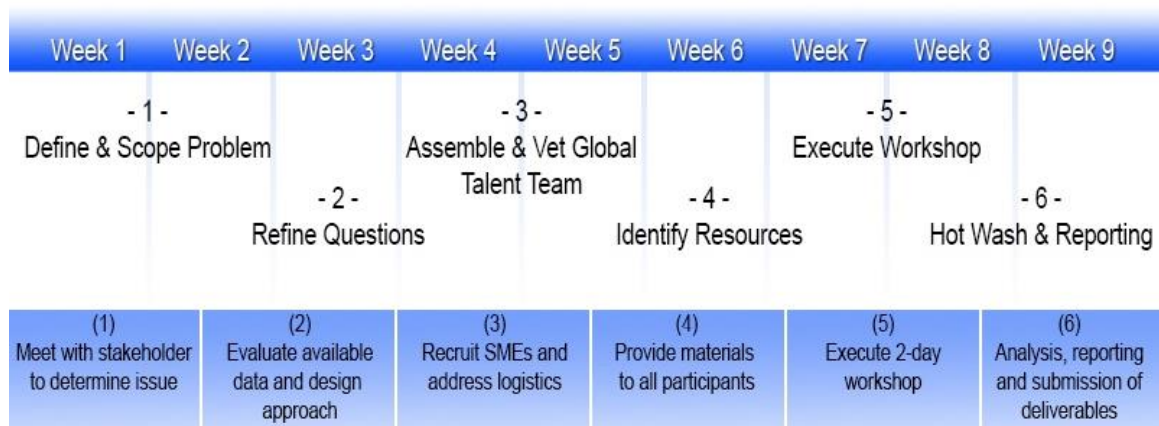 Week 1 Week 2 Week 3 Week 4 Week 5 Week 6 Week 7 Week 8 Week 9
- 1 -
Define & Scope Problem
- 2 -
Refine Questions
- 3 -
Assemble & Vet Global
Talent Team
- 4 -
Identify Resources
- 5 -
Execute Workshop
- 6 -
Hot Wash & Reporting
(1)
Meet with stakeholder
to determine issue
(2)
Evaluate available
data and design
approach
(3)
Recruit SMEs and
address logistics
(4)
Provide materials
to all participants
(5)
Execute 2-day
workshop
(6)
Analysis, reporting
and submission of
deliverables